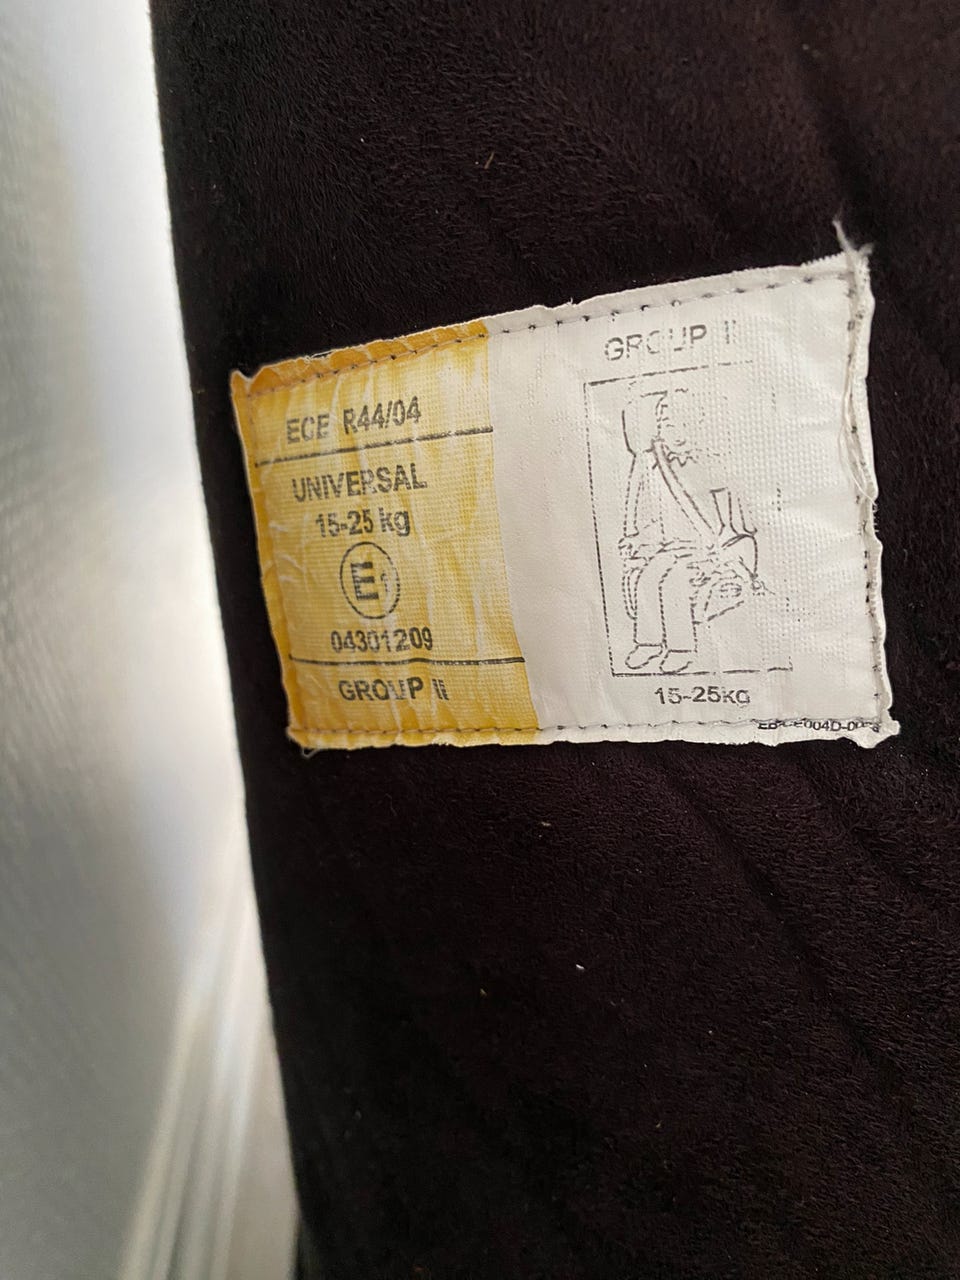 ECE R44/04
UNIVERSAL
15-25 kg
E1
04301209
GROUP II
GROUP II
15-25kg